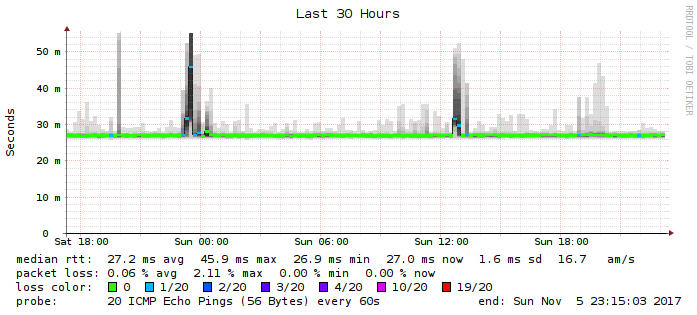 Last 30 Hours
RRDTOOL / TOBI OETIKER
Seconds
50 m
40 m
30 m
20 m
10 m
0
Sat 18:00 Sun 00:00 Sun 06:00 Sun 12:00 Sun 18:00
median rtt: 27.2 ms avg 45.9 ms max 26.9 ms min 27.0 ms now 1.6 ms sd 16.7 am/s
packet loss: 0.06 % avg 2.11 % max 0.00 % min 0.00 % now
loss color: 0 1/20 2/20 3/20 4/20 10/20 19/20
probe: 20 ICMP Echo Pings (56 Bytes) every 60s end: Sun Nov 5 23:15:03 2017